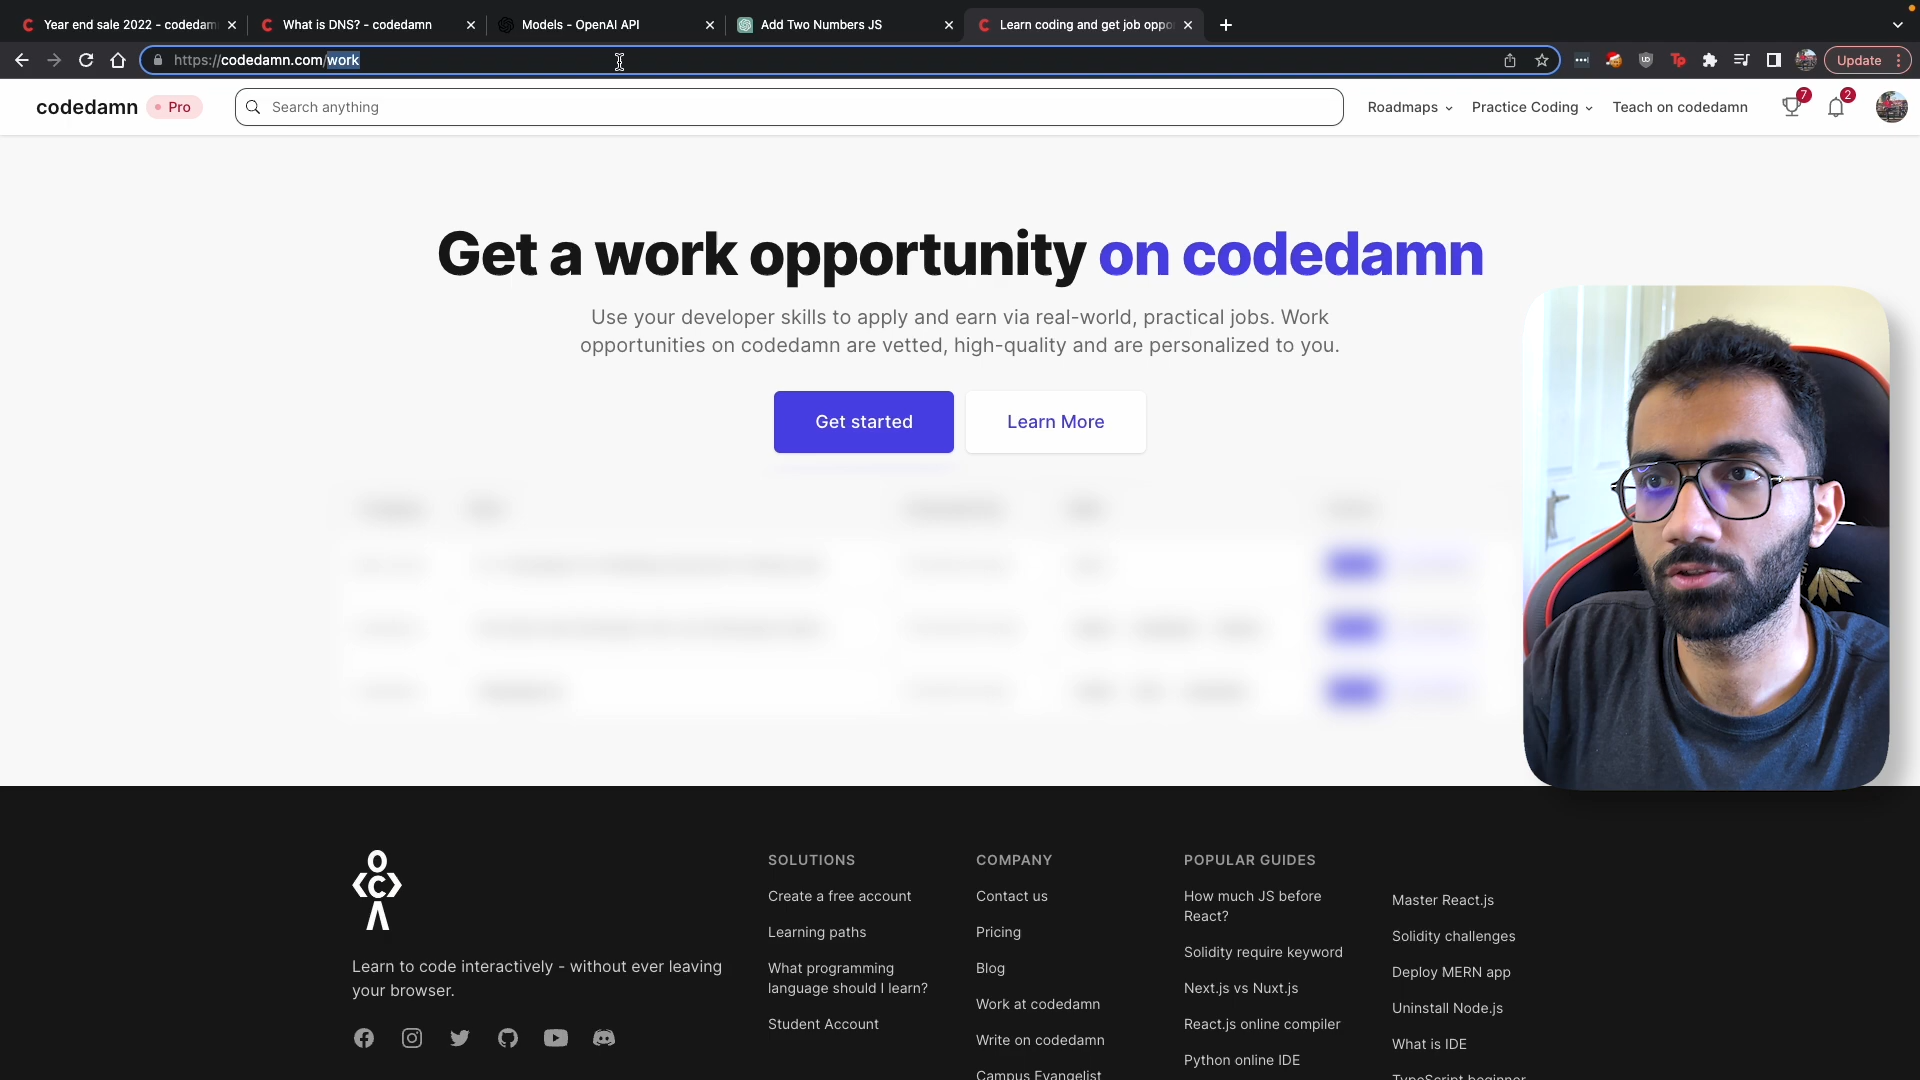 Year end sale 2022 - codedam
What is DNS? - codedamn
Models - OpenAI API
Add Two Numbers JS
Learn coding and get job oppo
https://codedamn.com/work
Update
codedamn
Pro
Search anything
Roadmaps
Practice Coding
Teach on codedamn
7
2
Get a work opportunity on codedamn
Use your developer skills to apply and earn via real-world, practical jobs. Work
opportunities on codedamn are vetted, high-quality and are personalized to you.
Get started
Learn More
Learn to code interactively - without ever leaving
your browser.
SOLUTIONS
Create a free account
Learning paths
What programming
language should I learn?
Student Account
COMPANY
Contact us
Pricing
Blog
Work at codedamn
Write on codedamn
Campus Evangelist
POPULAR GUIDES
How much JS before
React?
Solidity require keyword
Next.js vs Nuxt.js
React.js online compiler
Python online IDE
Master React.js
Solidity challenges
Deploy MERN app
Uninstall Node.js
What is IDE
TypeScript beginner